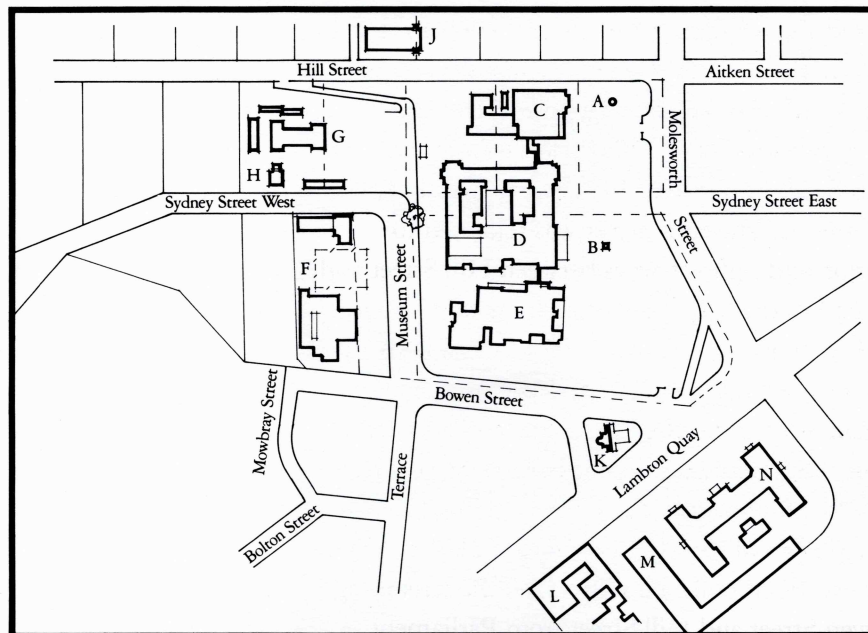 J
Hill Street
Aitken Street
C
A
Molesworth
Street
G
H
Sydney Street West
Sydney Street East
D
B
F
Museum Street
E
Bowen Street
Mowbray Street
Terrace
K
Lambton Quay
N
Bolton Street
M
L